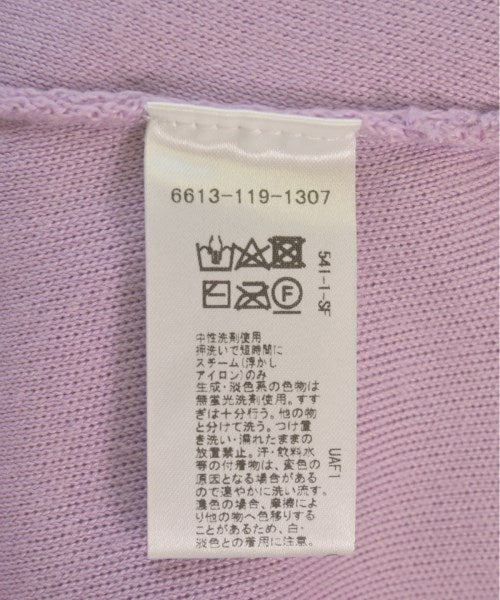 6613-119-1307
541-1-SF
F
中性洗剤使用
押洗いで短時間に
スチーム(浮かし
アイロン)のみ
生成・淡色系の色物は
無蛍光洗剤使用。すす
ぎは十分行う。他の物
と分けて洗う。つけ置
き洗い・濡れたままの
放置禁止。汗・飲料水
等の付着物は、変色の
原因となる場合がある
ので速やかに洗い流す。
濃色の場合、摩擦によ
り他の物へ色移りする
ことがあるため、白・
淡色との着用に注意。
UAF1